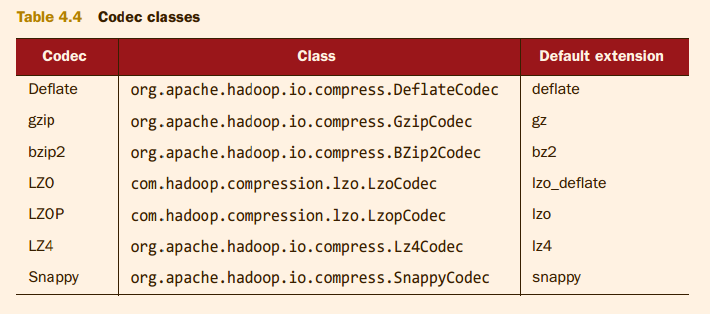 Table 4.4 Codec classes
Codec Class Default extension
Deflate org.apache.hadoop.io.compress.DeflateCodec deflate
gzip org.apache.hadoop.io.compress.GzipCodec gz
bzip2 org.apache.hadoop.io.compress.BZip2Codec bz2
LZO com.hadoop.compression.lzo.LzoCodec lzo_deflate
LZOP com.hadoop.compression.lzo.LzopCodec lzo
LZ4 org.apache.hadoop.io.compress.Lz4Codec lz4
Snappy org.apache.hadoop.io.compress.SnappyCodec snappy